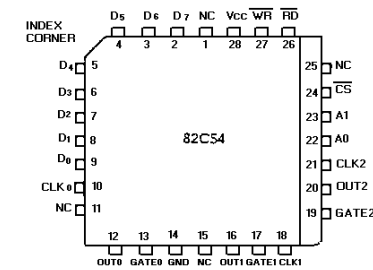 INDEX
CORNER
D5 D6 D7 NC VCC WR RD
4 3 2 1 28 27 26
D4 5
D3 6
D2 7
D1 8
D0 9
CLK0 10
NC 11
82C54
25 NC
24 CS
23 A1
22 A0
21 CLK2
20 OUT2
19 GATE2
12 13 14 15 16 17 18
OUT0 GATE0 GND NC OUT1 GATE1 CLK1